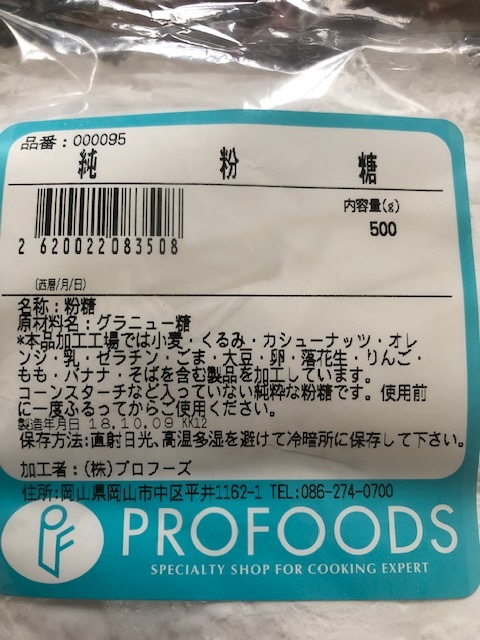 品番：000095
純 粉 糖
内容量(g)
500
2 620022083508
(西暦/月/日)
名称：粉糖
原材料名：グラニュー糖
*本品加工工場では小麦・くるみ・カシューナッツ・オレ
ンジ・乳・ゼラチン・ごま・大豆・卵・落花生・りんご・
もも・バナナ・そばを含む製品を加工しています。
コーンスターチなど入っていない純粋な粉糖です。使用前
に一度ふるってからご使用ください。
製造年月日 18.10.09 KK12
保存方法:直射日光、高温多湿を避けて冷暗所に保存して下さい。
加工者：(株)プロフーズ
住所:岡山県岡山市中区平井1162-1 TEL:086-274-0700
PF PROFOODS
SPECIALTY SHOP FOR COOKING EXPERT